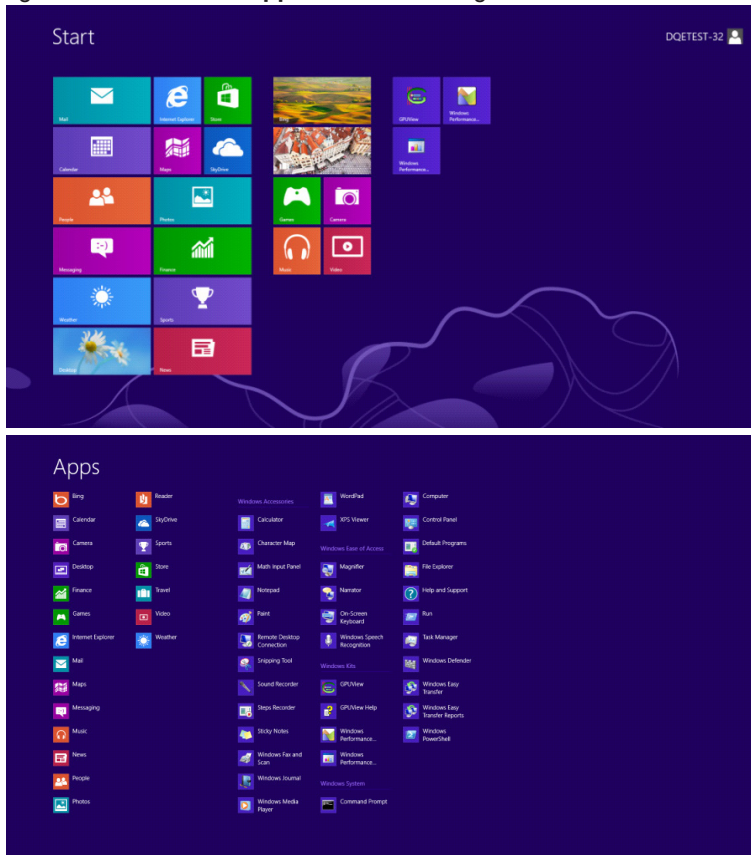 Start
DQETEST-32
Mail
Internet Explorer
Store
Calendar
Maps
SkyDrive
People
Photos
Messaging
Finance
Weather
Sports
Desktop
News
Bing
Games
Camera
Music
Video
GPUView
Windows
Performance...
Windows
Performance...
Apps
Bing
Calendar
Camera
Desktop
Finance
Games
Internet Explorer
Mail
Maps
Messaging
Music
News
People
Photos
Reader
SkyDrive
Sports
Store
Travel
Video
Weather
Windows Accessories
Calculator
Character Map
Math Input Panel
Notepad
Paint
Remote Desktop
Connection
Snipping Tool
Sound Recorder
Steps Recorder
Sticky Notes
Windows Fax and
Scan
Windows Journal
Windows Media
Player
WordPad
XPS Viewer
Windows Ease of Access
Magnifier
Narrator
On-Screen
Keyboard
Windows Speech
Recognition
Windows Kits
GPUView
GPUView Help
Windows
Performance...
Windows
Performance...
Windows System
Command Prompt
Computer
Control Panel
Default Programs
File Explorer
Help and Support
Run
Task Manager
Windows Defender
Windows Easy
Transfer
Windows Easy
Transfer Reports
Windows
PowerShell